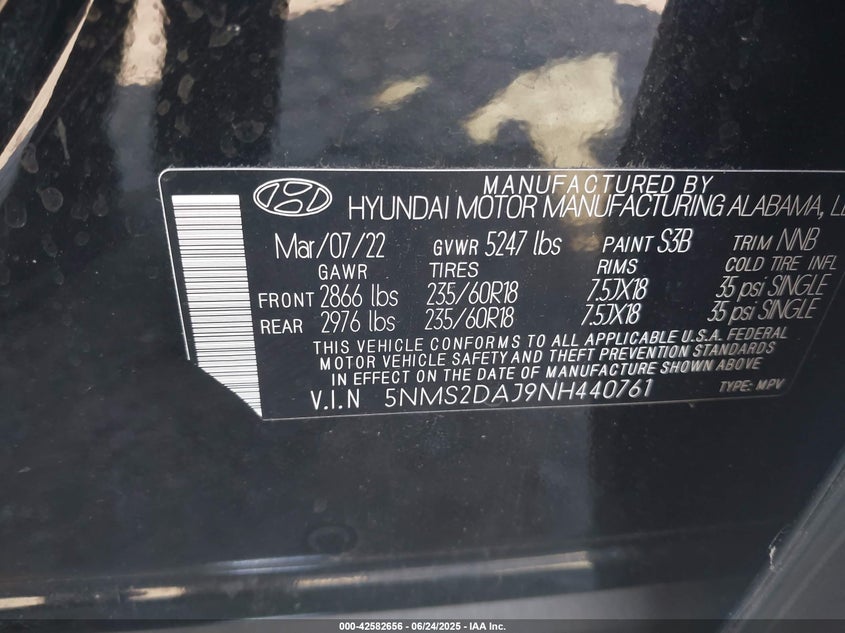 MANUFACTURED BY
HYUNDAI MOTOR MANUFACTURING ALABAMA,
Mar/07/22 GVWR 5247 lbs PAINT S3B TRIM NNB
GAWR TIRES RIMS COLD TIRE INFL
FRONT 2866 lbs 235/60R18 7.5JX18 35 psi SINGLE
REAR 2976 lbs 235/60R18 7.5JX18 35 psi SINGLE
THIS VEHICLE CONFORMS TO ALL APPLICABLE U.S.A. FEDERAL
MOTOR VEHICLE SAFETY AND THEFT PREVENTION STANDARDS
IN EFFECT ON THE DATE OF MANUFACTURE SHOWN ABOVE
V.I.N 5NMS2DAJ9NH440761 TYPE: MPV
000-42582656 - 06/24/2025 - IAA Inc.